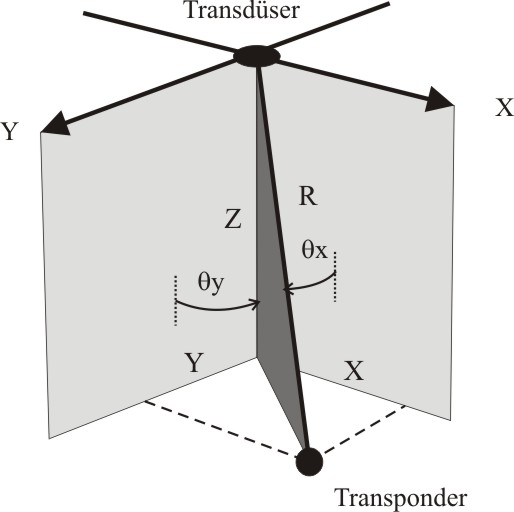 Transdüser
X
Y
R
Z
θx
θy
Y
X
Transponder